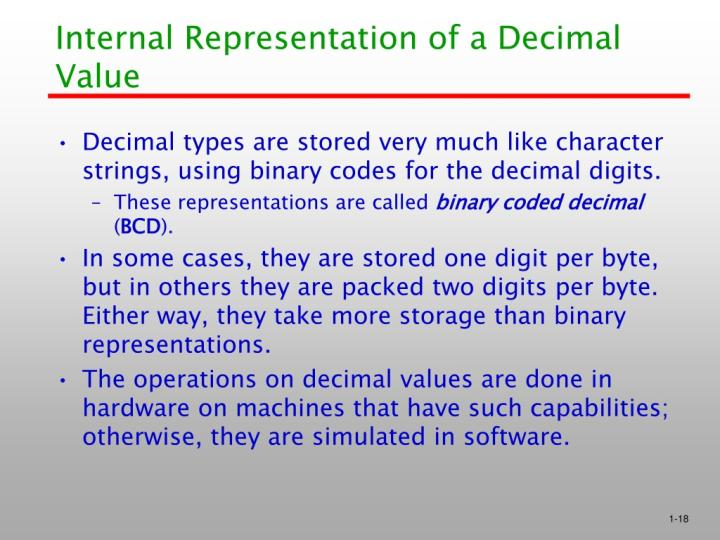 Internal Representation of a Decimal
Value
• Decimal types are stored very much like character
strings, using binary codes for the decimal digits.
– These representations are called binary coded decimal
(BCD).
• In some cases, they are stored one digit per byte,
but in others they are packed two digits per byte.
Either way, they take more storage than binary
representations.
• The operations on decimal values are done in
hardware on machines that have such capabilities;
otherwise, they are simulated in software.
1-18